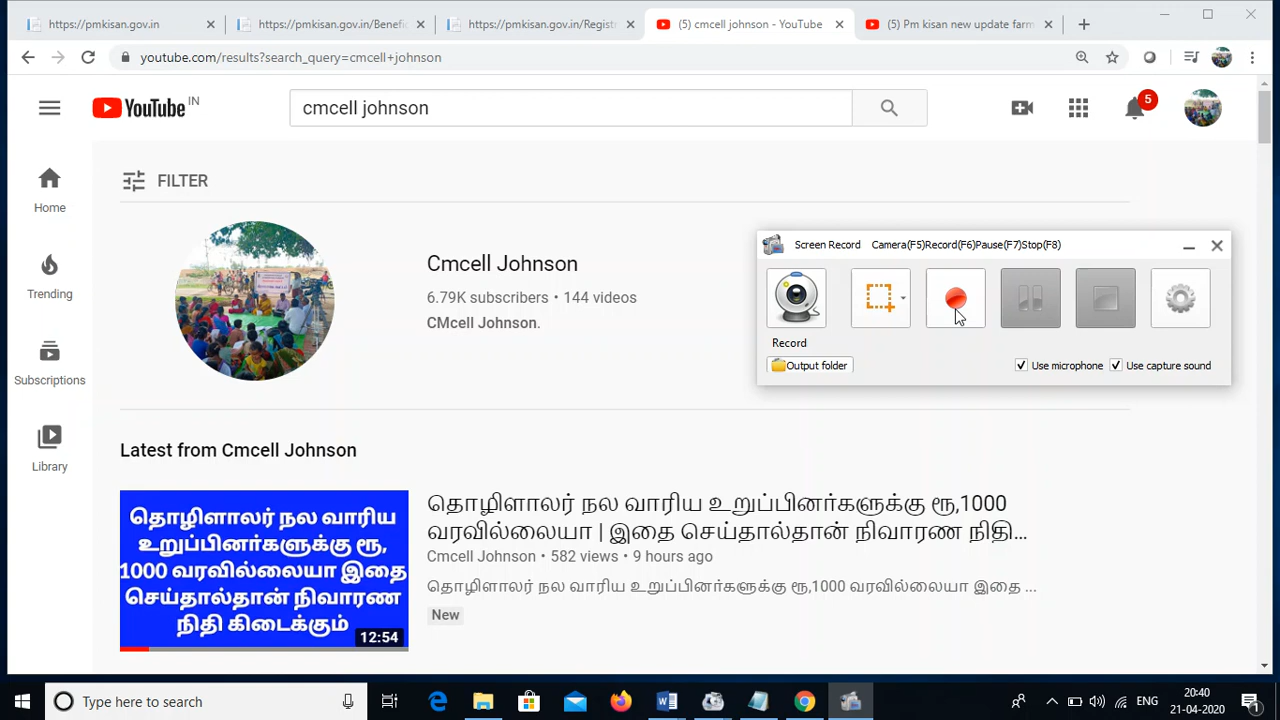 https://pmkisan.gov.in
https://pmkisan.gov.in/Benefi
https://pmkisan.gov.in/Registr
(5) cmcell johnson - YouTube
(5) Pm kisan new update farm
youtube.com/results?search_query=cmcell+johnson
YouTube IN
cmcell johnson
5
FILTER
Home
Trending
Subscriptions
Library
Cmcell Johnson
6.79K subscribers • 144 videos
CMcell Johnson.
Screen Record Camera(F5)Record(F6)Pause(F7)Stop(F8)
Record
Output folder
Use microphone
Use capture sound
Latest from Cmcell Johnson
தொழிளாலர் நல வாரிய
உறுப்பினர்களுக்கு ரூ,
1000 வரவில்லையா இதை
செய்தால்தான் நிவாரண
நிதி கிடைக்கும்
12:54
தொழிளாலர் நல வாரிய உறுப்பினர்களுக்கு ரூ,1000
வரவில்லையா | இதை செய்தால்தான் நிவாரண நிதி...
Cmcell Johnson • 582 views • 9 hours ago
தொழிளாலர் நல வாரிய உறுப்பினர்களுக்கு ரூ,1000 வரவில்லையா இதை ...
New
Type here to search
ENG
20:40
21-04-2020
1